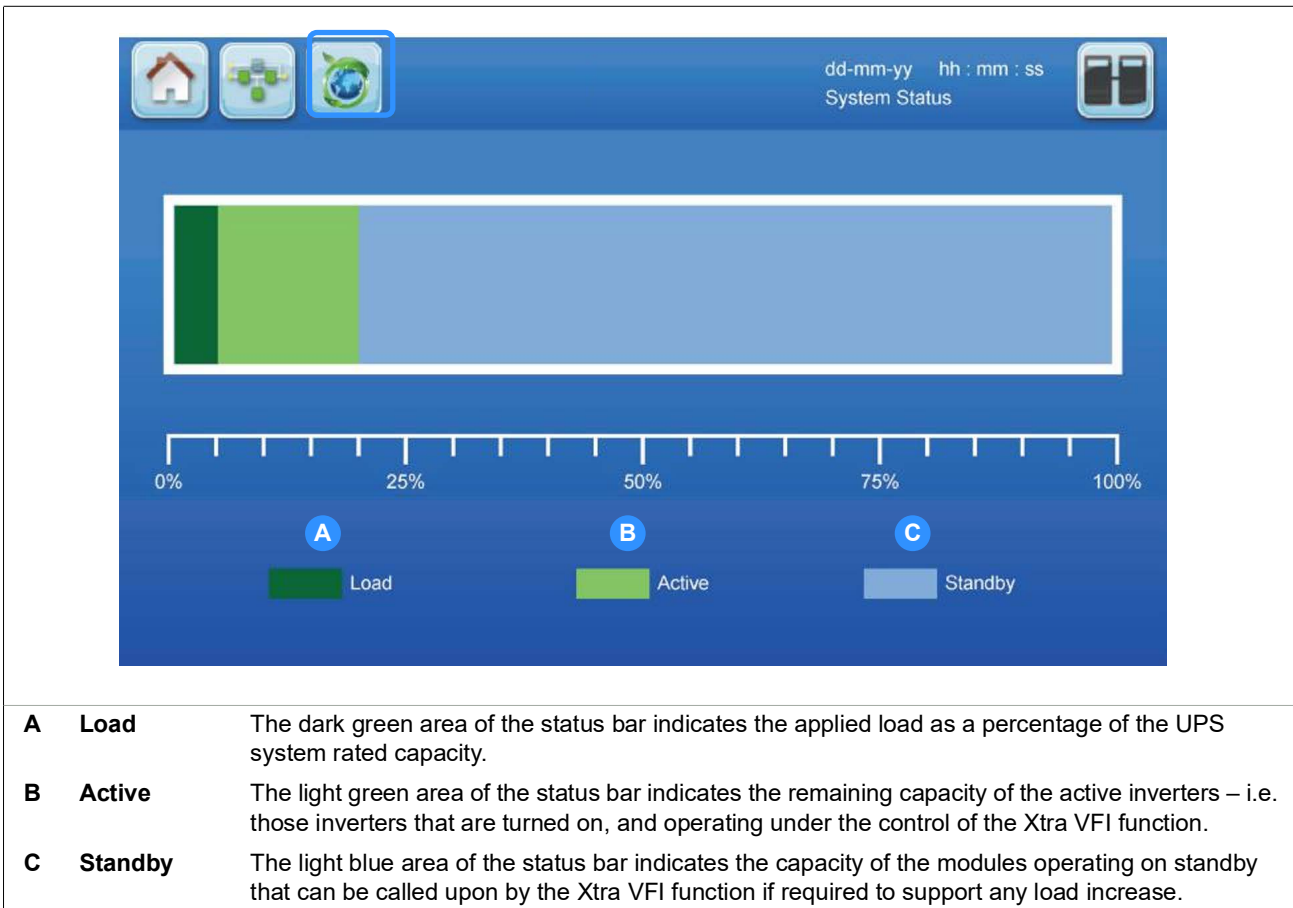 dd-mm-yy hh : mm : ss
System Status
0% 25% 50% 75% 100%
A B C
Load Active Standby
A Load The dark green area of the status bar indicates the applied load as a percentage of the UPS
system rated capacity.
B Active The light green area of the status bar indicates the remaining capacity of the active inverters – i.e.
those inverters that are turned on, and operating under the control of the Xtra VFI function.
C Standby The light blue area of the status bar indicates the capacity of the modules operating on standby
that can be called upon by the Xtra VFI function if required to support any load increase.